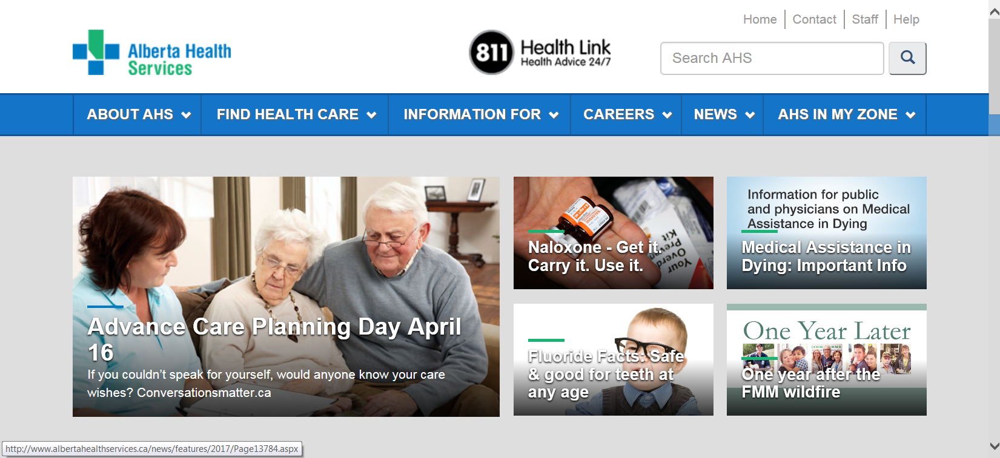 Home
Contact
Staff
Help
Alberta Health
Services
811
Health Link
Health Advice 24/7
Search AHS
ABOUT AHS
FIND HEALTH CARE
INFORMATION FOR
CAREERS
NEWS
AHS IN MY ZONE
Advance Care Planning Day April
16
If you couldn't speak for yourself, would anyone know your care
wishes? Conversationsmatter.ca
NALOXONE
Kit
Your
Naloxone - Get it.
Carry it. Use it.
Information for public
and physicians on Medical
Assistance in Dying
Medical Assistance in
Dying: Important Info
Fluoride Facts: Safe
& good for teeth at
any age
One Year Later
One year after the
FMM wildfire
http://www.albertahealthservices.ca/news/features/2017/Page13784.aspx